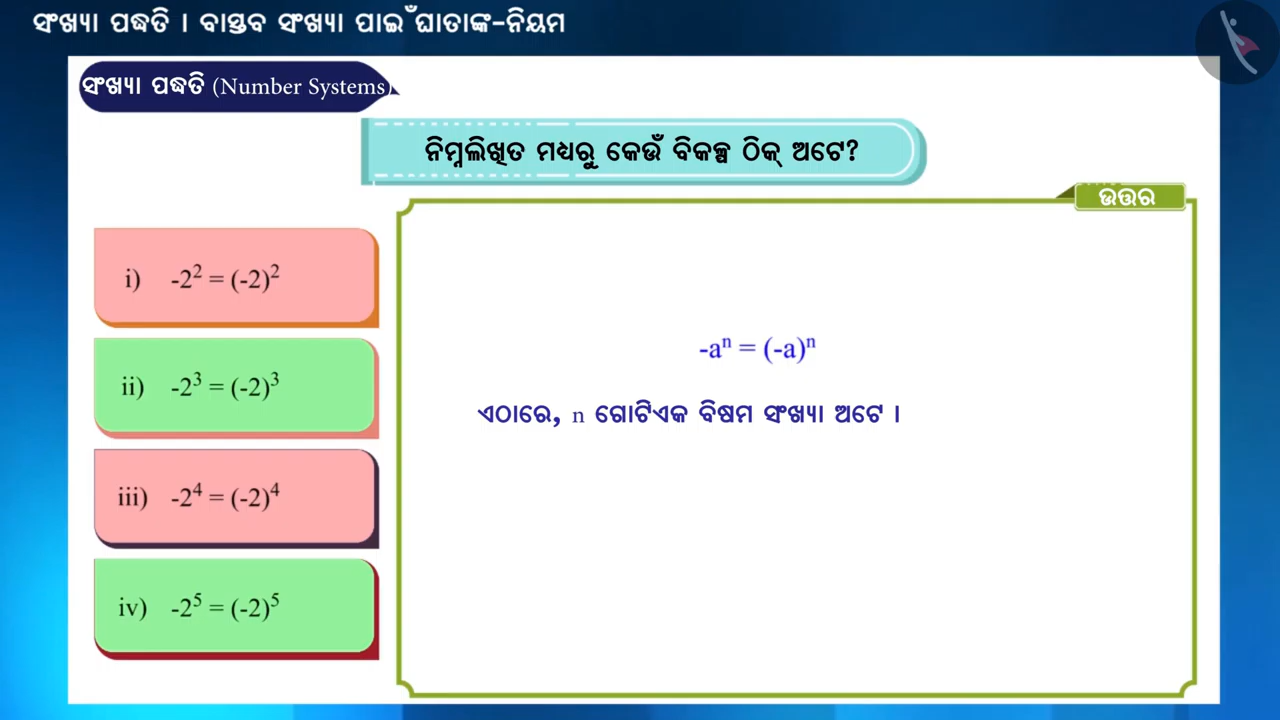 ସଂଖ୍ୟା ପଦ୍ଧତି । ବାସ୍ତବ ସଂଖ୍ୟା ପାଇଁ ଘାତାଙ୍କ-ନିୟମ
ସଂଖ୍ୟା ପଦ୍ଧତି (Number Systems)
ନିମ୍ନଲିଖିତ ମଧ୍ୟରୁ କେଉଁ ବିକଳ୍ପ ଠିକ୍ ଅଟେ?
ଉତ୍ତର
i) -2² = (-2)²
ii) -2³ = (-2)³
iii) -2⁴ = (-2)⁴
iv) -2⁵ = (-2)⁵
-aⁿ = (-a)ⁿ
ଏଠାରେ, n ଗୋଟିଏକ ବିଷମ ସଂଖ୍ୟା ଅଟେ ।